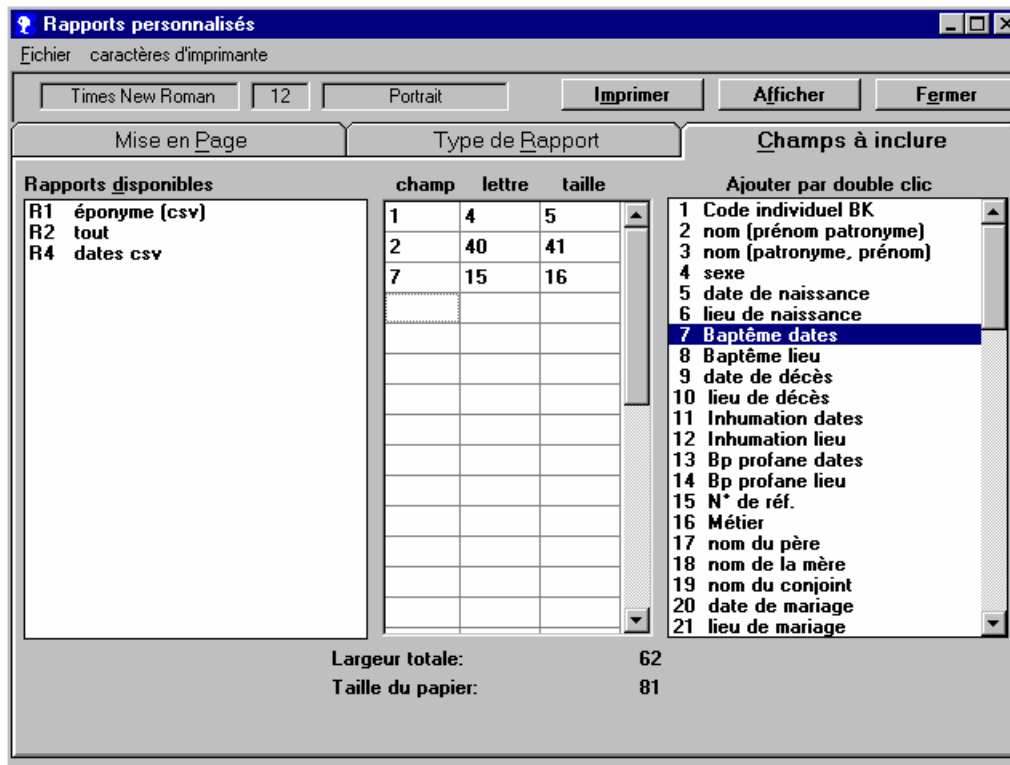 Rapports personnalisés
Fichier caractères d'imprimante
Times New Roman 12 Portrait Imprimer Afficher Fermer
Mise en Page Type de Rapport Champs à inclure
Rapports disponibles
R1 éponyme (csv)
R2 tout
R4 dates csv
champ lettre taille
1 4 5
2 40 41
7 15 16
Ajouter par double clic
1 Code individuel BK
2 nom (prénom patronyme)
3 nom (patronyme, prénom)
4 sexe
5 date de naissance
6 lieu de naissance
7 Baptême dates
8 Baptême lieu
9 date de décès
10 lieu de décès
11 Inhumation dates
12 Inhumation lieu
13 Bp profane dates
14 Bp profane lieu
15 N° de réf.
16 Métier
17 nom du père
18 nom de la mère
19 nom du conjoint
20 date de mariage
21 lieu de mariage
Largeur totale: 62
Taille du papier: 81